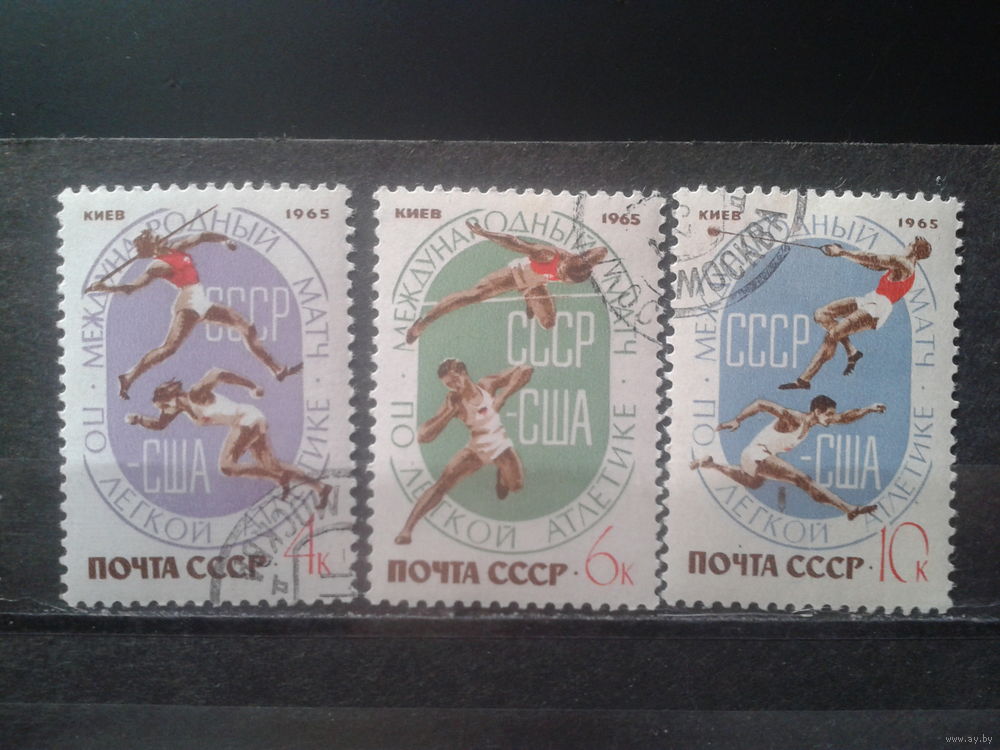 КИЕВ 1965
МЕЖДУНАРОДНЫЙ МАТЧ ПО ЛЕГКОЙ АТЛЕТИКЕ
СССР
-США
ПОЧТА СССР 4к
КИЕВ 1965
МЕЖДУНАРОДНЫЙ МАТЧ ПО ЛЕГКОЙ АТЛЕТИКЕ
СССР
-США
ПОЧТА СССР · 6к
КИЕВ 1965
МОСКВА
МЕЖДУНАРОДНЫЙ МАТЧ ПО ЛЕГКОЙ АТЛЕТИКЕ
СССР
-США
ПОЧТА СССР · 10к
www.ay.by